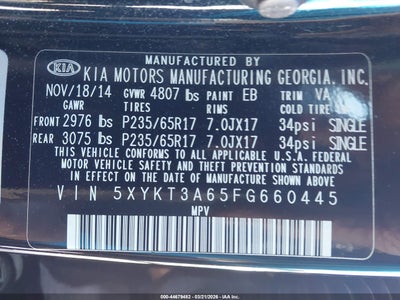 MANUFACTURED BY
KIA KIA MOTORS MANUFACTURING GEORGIA, INC.
NOV/18/14 GVWR 4807 lbs PAINT EB TRIM VA
GAWR TIRES RIMS COLD TIRE
FRONT 2976 lbs P235/65R17 7.0JX17 34psi SINGLE
REAR 3075 lbs P235/65R17 7.0JX17 34psi SINGLE
THIS VEHICLE CONFORMS TO ALL APPLICABLE FEDERAL
MOTOR VEHICLE SAFETY, BUMPER, AND THEFT PREVENTION
STANDARDS IN EFFECT ON THE DATE OF MANUFACTURE SHOWN ABOVE.
VIN 5XYKT3A65FG660445
MPV
000-44679482 - 03/21/2026 - IAAI.COM